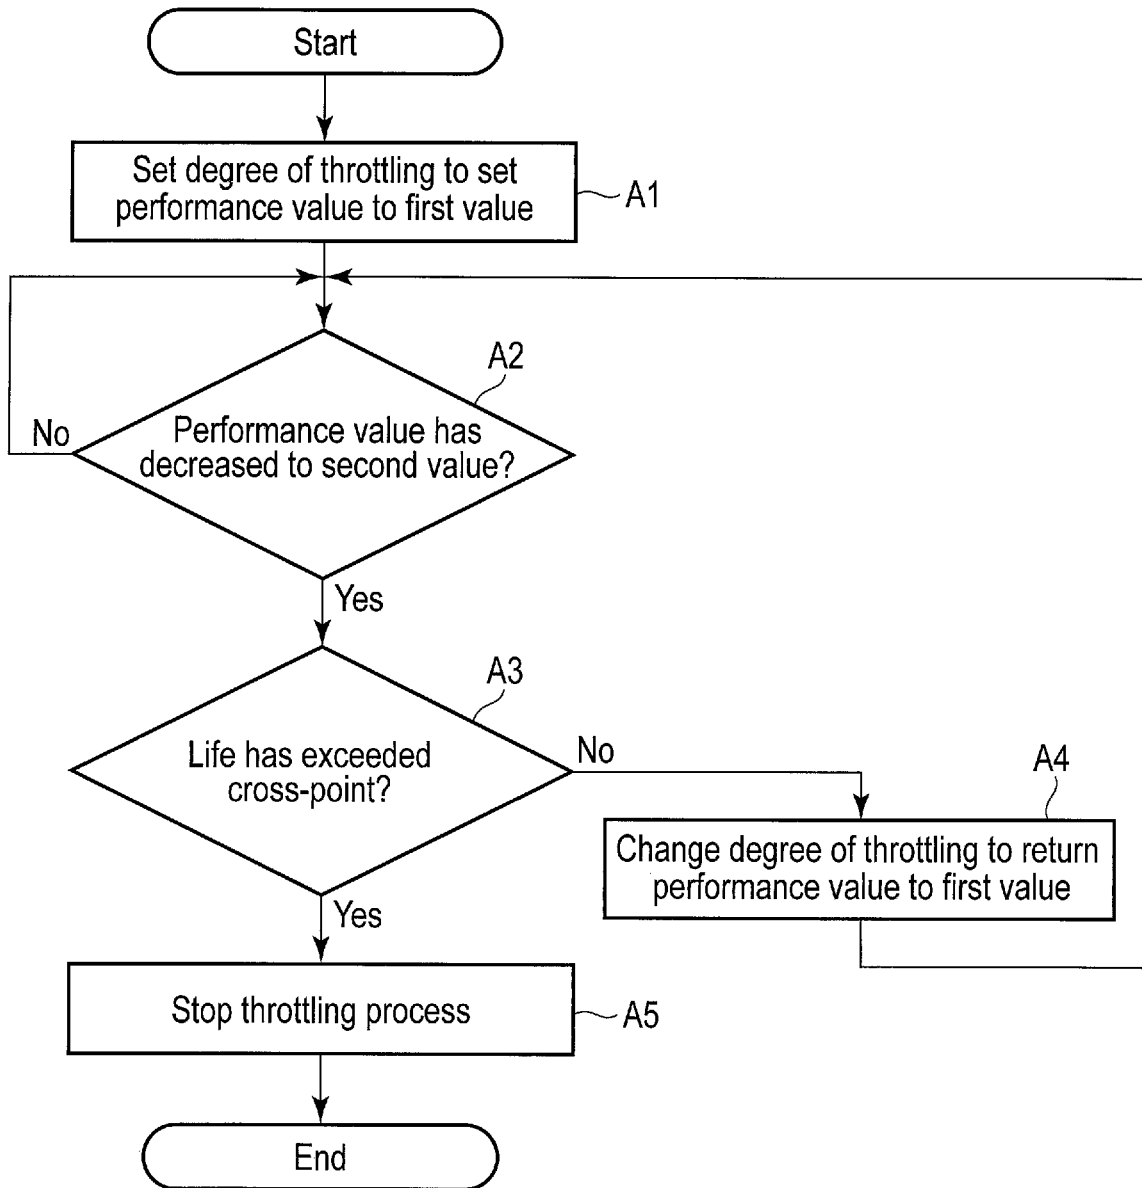 Start
Set degree of throttling to set
performance value to first value
A1
A2
Performance value has
decreased to second value?
No
Yes
A3
Life has exceeded
cross-point?
No
A4
Change degree of throttling to return
performance value to first value
Yes
Stop throttling process
A5
End